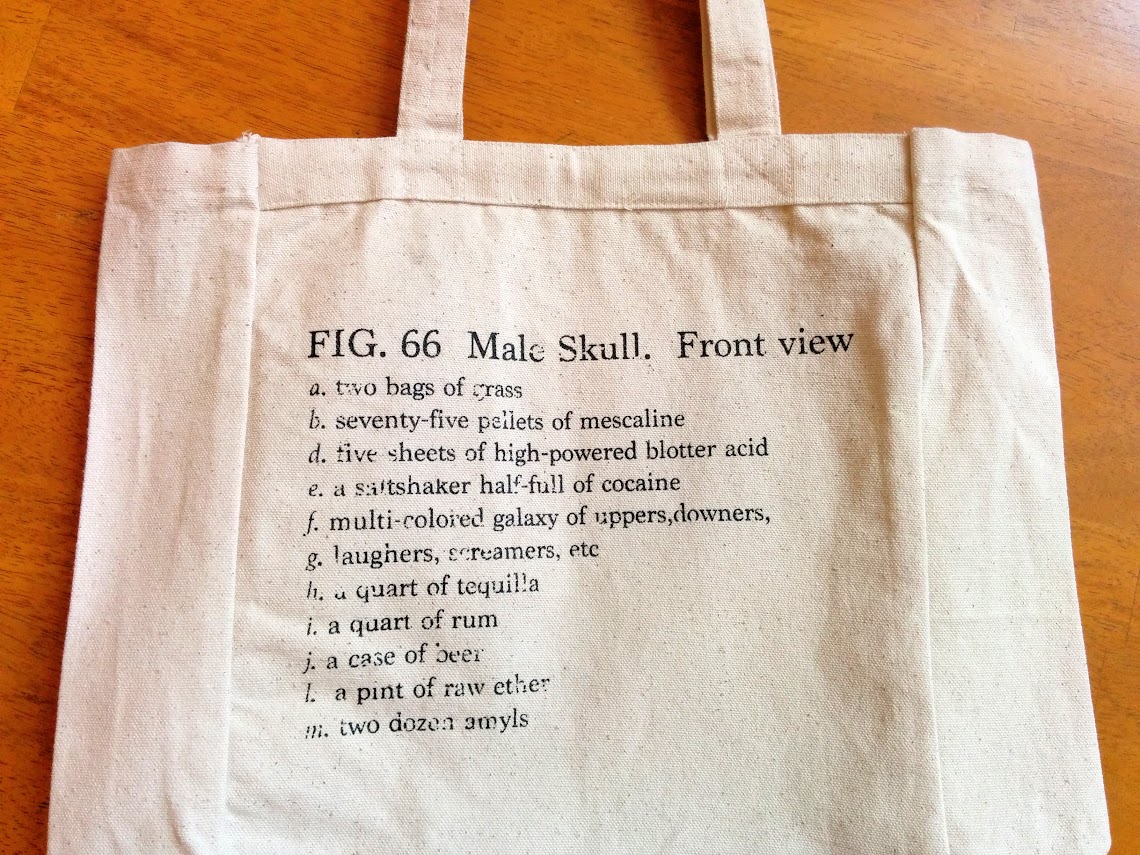 FIG. 66 Male Skull. Front view
a. two bags of grass
b. seventy-five pellets of mescaline
d. five sheets of high-powered blotter acid
e. a saltshaker half-full of cocaine
f. multi-colored galaxy of uppers,downers,
g. laughers, screamers, etc
h. a quart of tequilla
i. a quart of rum
j. a case of beer
l. a pint of raw ether
m. two dozen amyls